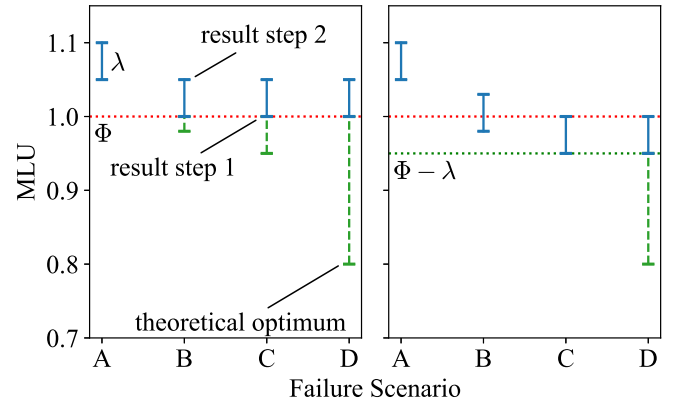 MLU
1.1
1.0
0.9
0.8
0.7
λ
result step 2
Φ
result step 1
theoretical optimum
A B C D
Φ − λ
A B C D
Failure Scenario